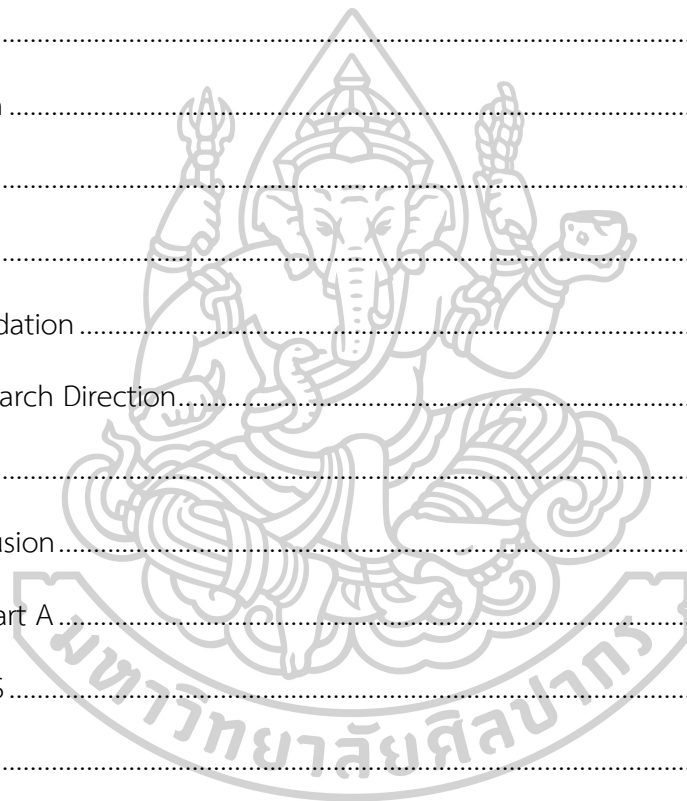 ................................................................
n ................................................................
................................................................
................................................................
dation ................................................................
arch Direction................................................................
................................................................
usion ................................................................
art A ................................................................
S ................................................................
................................................................
มหาวิทยาลัยศิลปากร